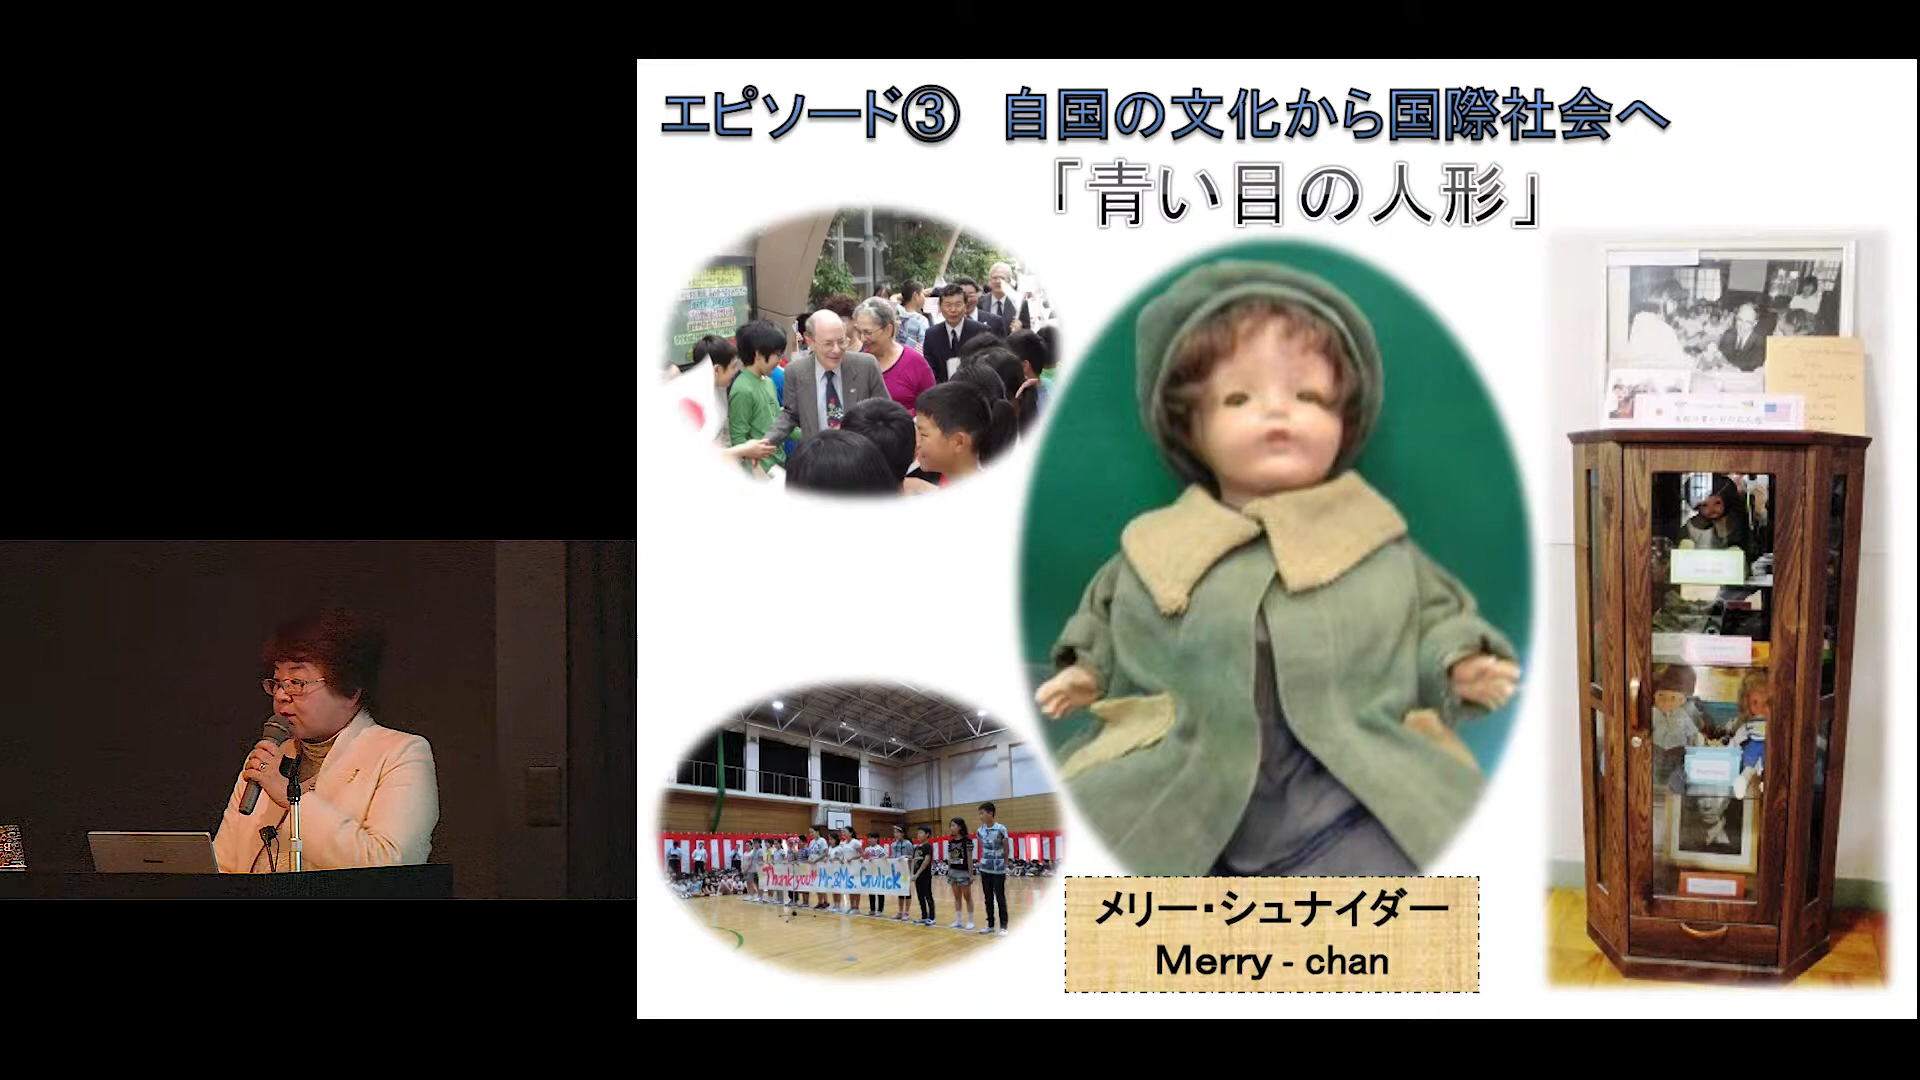 エピソード③　自国の文化から国際社会へ
「青い目の人形」
Thank you!! Mr.&Ms. Gulick
メリー・シュナイダー
Merry - chan